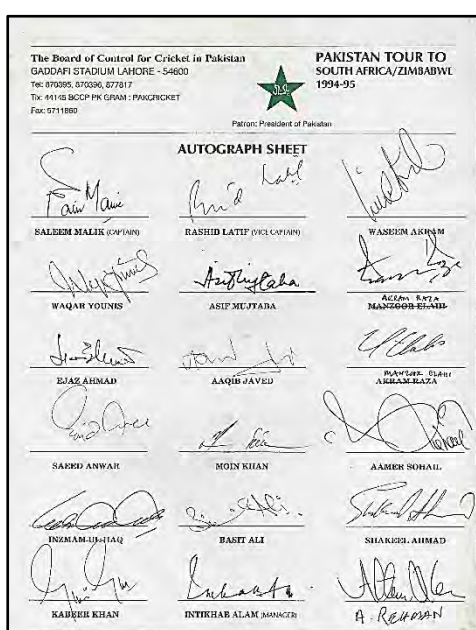 The Board of Control for Cricket in Pakistan
GADDAFI STADIUM LAHORE - 54600
Tel: 870395, 870396, 877817
Tlx: 44145 BCCP PK GRAM : PAKCRICKET
Fax: 5711860
PAKISTAN TOUR TO
SOUTH AFRICA/ZIMBABWE
1994-95
Patron: President of Pakistan
AUTOGRAPH SHEET
SALEEM MALIK (CAPTAIN) RASHID LATIF (VICE CAPTAIN) WASEEM AKRAM
AKRAM RAZA
WAQAR YOUNIS ASIF MUJTABA MANZOOR ELAHI
MANZOOR ELAHI
EJAZ AHMAD AAQIB JAVED AKRAM RAZA
SAEED ANWAR MOIN KHAN AAMER SOHAIL
INZMAM-UL-HAQ BASIT ALI SHAKEEL AHMAD
KABEER KHAN INTIKHAB ALAM (MANAGER) A. REHMAN